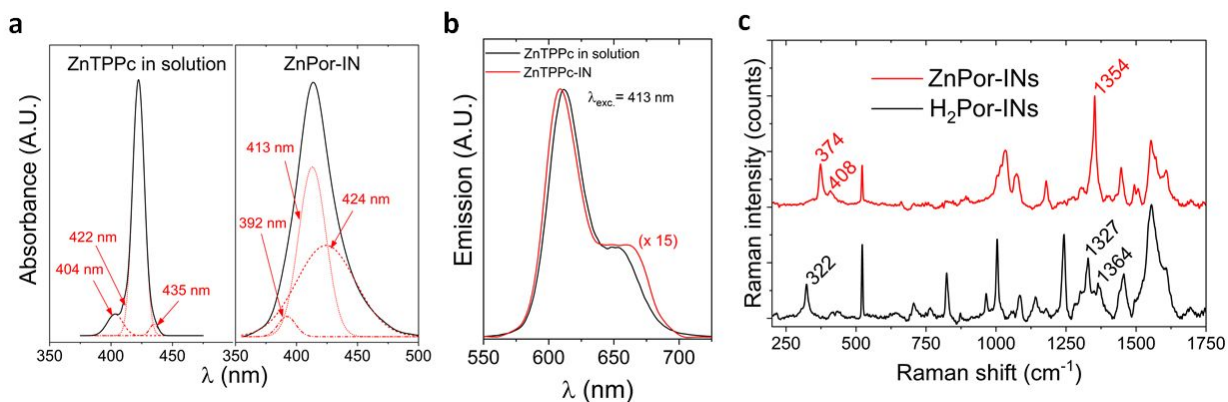 a
ZnTPPc in solution
ZnPor-IN
413 nm
422 nm
404 nm
435 nm
392 nm
424 nm
Absorbance (A.U.)
350 400 450
350 400 450 500
λ (nm)
b
ZnTPPc in solution
ZnTPPc-IN
λexc.= 413 nm
(x 15)
Emission (A.U.)
550 600 650 700
λ (nm)
c
ZnPor-INs
H2Por-INs
1354
374
408
322
1327
1364
Raman intensity (counts)
250 500 750 1000 1250 1500 1750
Raman shift (cm-1)